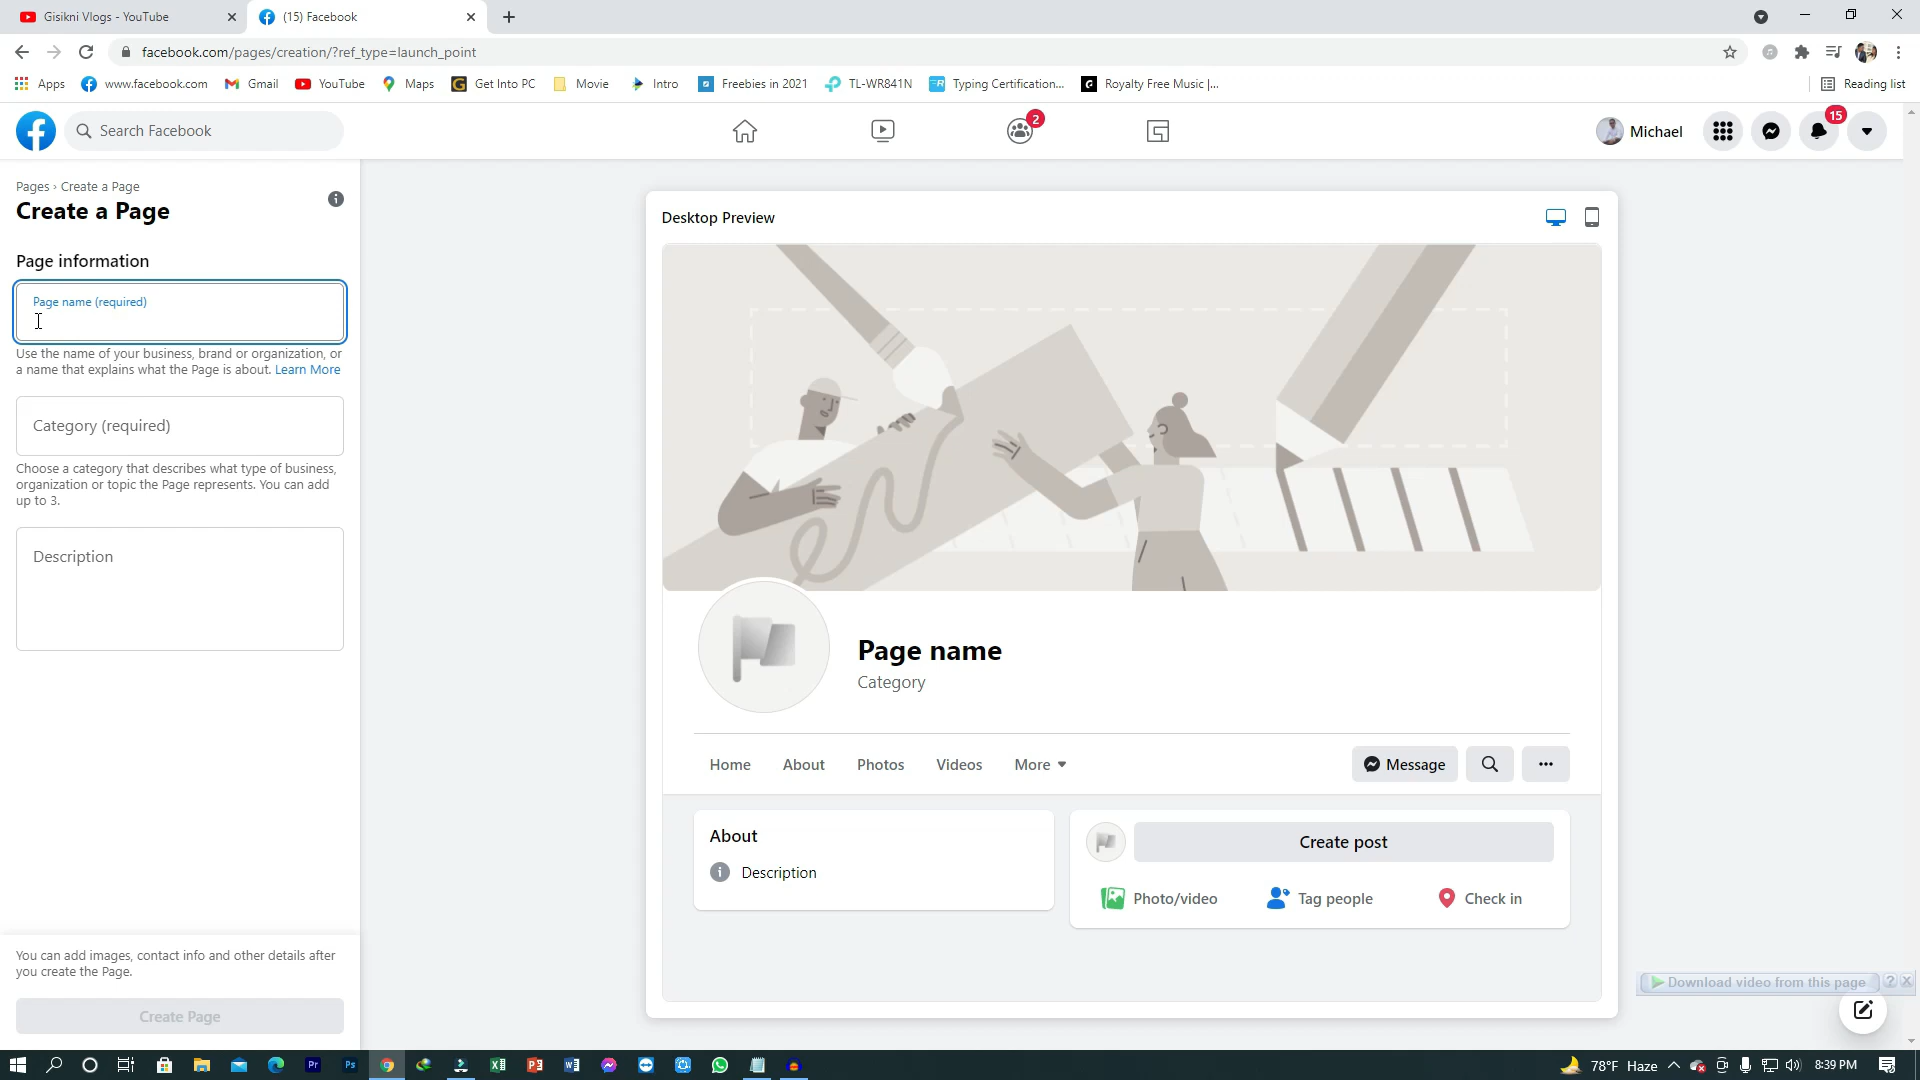 Gisikni Vlogs - YouTube
(15) Facebook
facebook.com/pages/creation/?ref_type=launch_point
Apps
www.facebook.com
Gmail
YouTube
Maps
Get Into PC
Movie
Intro
Freebies in 2021
TL-WR841N
Typing Certification...
Royalty Free Music |...
Reading list
Search Facebook
2
Michael
15
Pages › Create a Page
Create a Page
Page information
Page name (required)
Use the name of your business, brand or organization, or
a name that explains what the Page is about. Learn More
Category (required)
Choose a category that describes what type of business,
organization or topic the Page represents. You can add
up to 3.
Description
You can add images, contact info and other details after
you create the Page.
Create Page
Desktop Preview
Page name
Category
Home
About
Photos
Videos
More
Message
About
Description
Create post
Photo/video
Tag people
Check in
Download video from this page
78°F Haze
8:39 PM